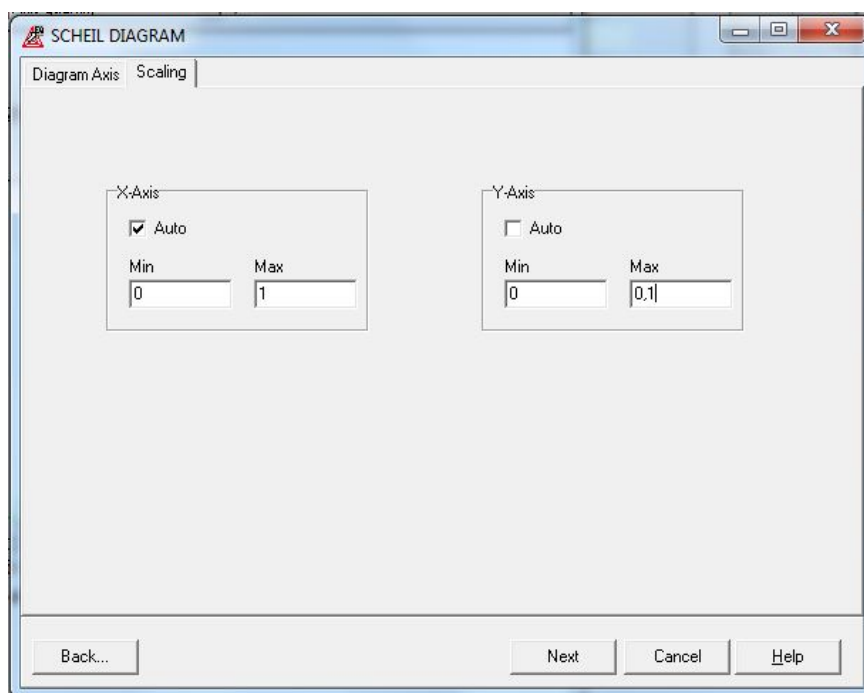 SCHEIL DIAGRAM
Diagram Axis Scaling
X-Axis
Auto
Min Max
0 1
Y-Axis
Auto
Min Max
0 0,1
Back... Next Cancel Help